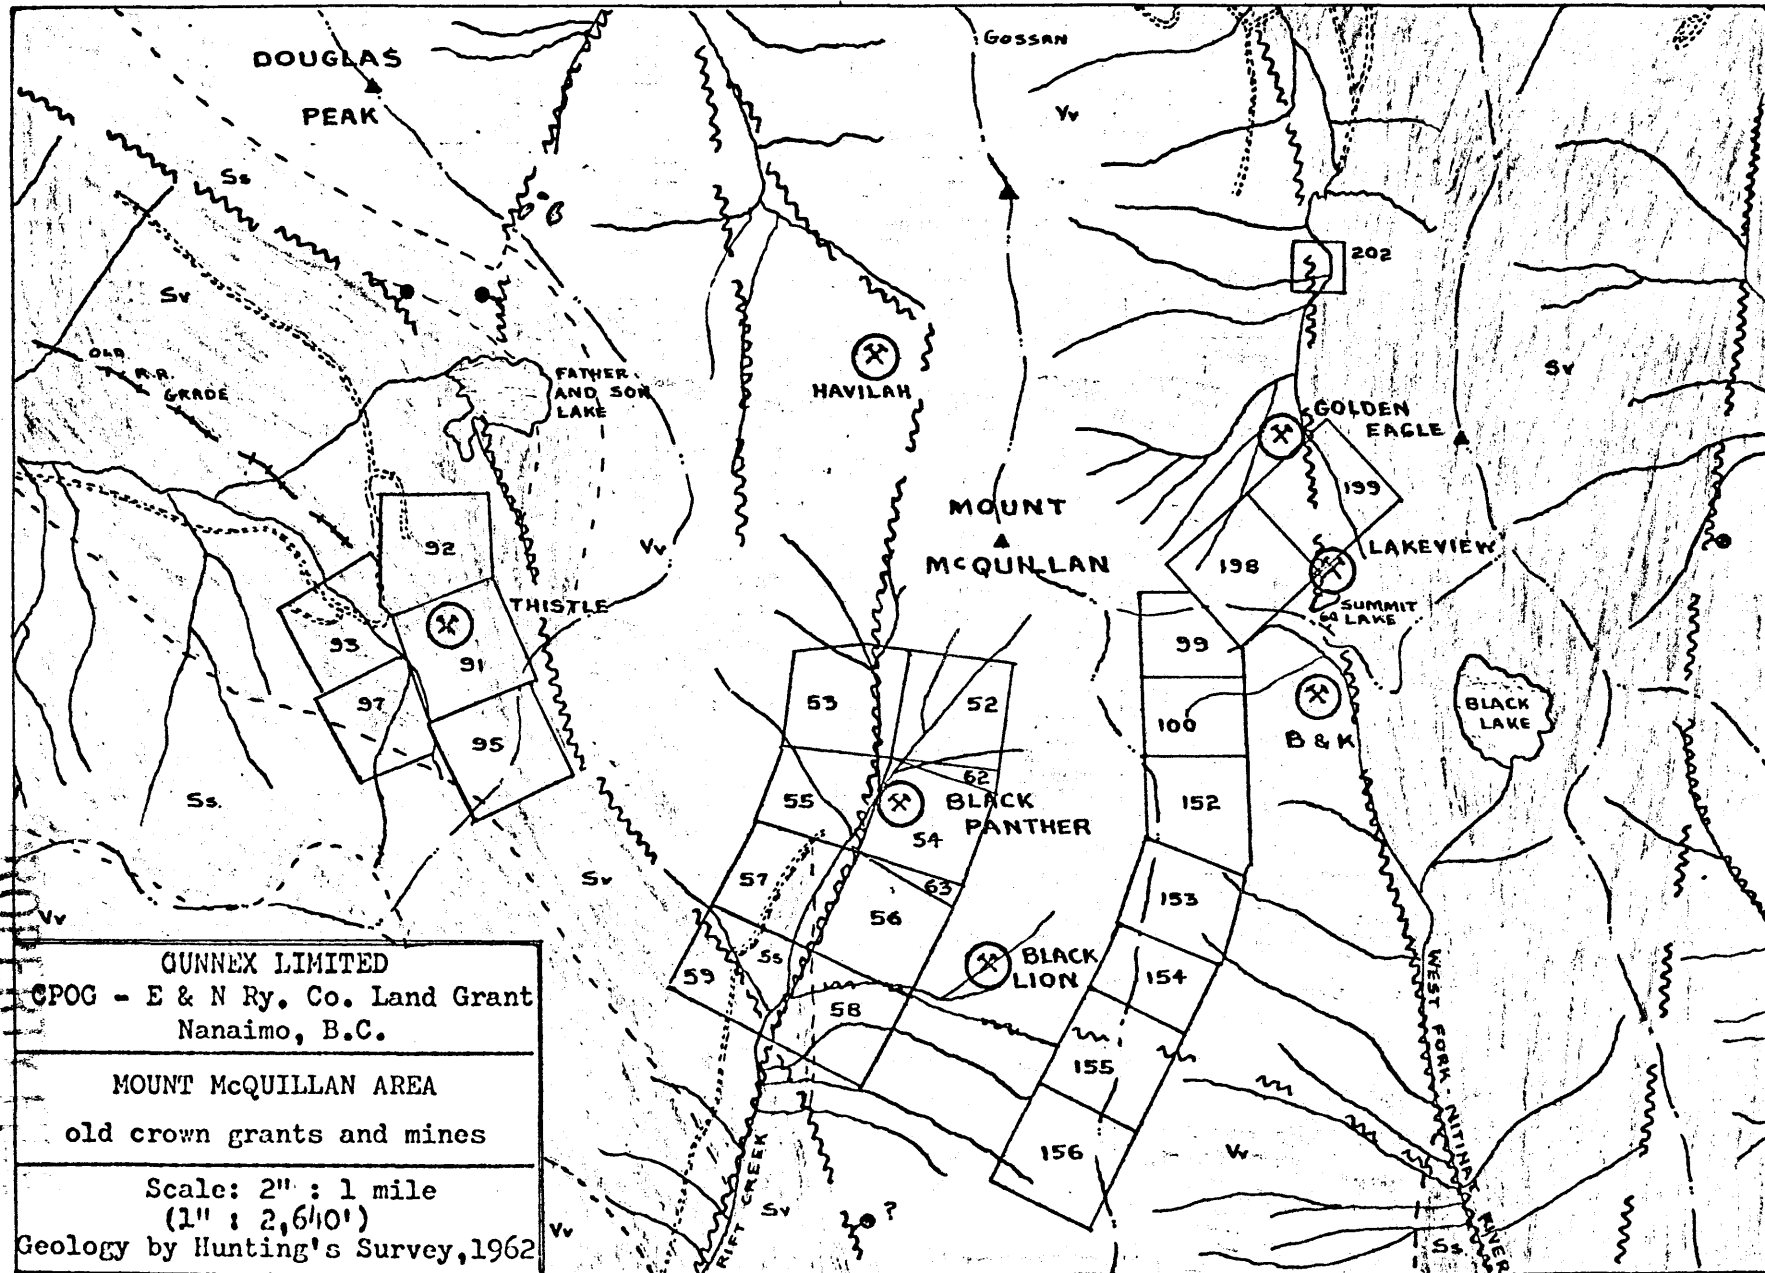 DOUGLAS
PEAK
GOSSAN
Vv
Ss
202
Sv
Sv
OLD
R.R.
GRADE
FATHER
AND SON
LAKE
HAVILAH
GOLDEN
EAGLE
199
MOUNT
McQUILLAN
Vv
92
LAKEVIEW
198
SUMMIT
LAKE
THISTLE
93
91
99
97
95
53
52
100
B & K
BLACK
LAKE
62
55
BLACK
PANTHER
152
54
Ss
Sv
57
63
56
153
Vv
59
Ss
BLACK
LION
154
58
155
156
Vv
WEST FORK - NITINAT RIVER
RIFT CREEK
Sv
?
Vv
Ss
GUNNEX LIMITED
CPOG - E & N Ry. Co. Land Grant
Nanaimo, B.C.
MOUNT McQUILLAN AREA
old crown grants and mines
Scale: 2" : 1 mile
(1" : 2,640')
Geology by Hunting's Survey, 1962